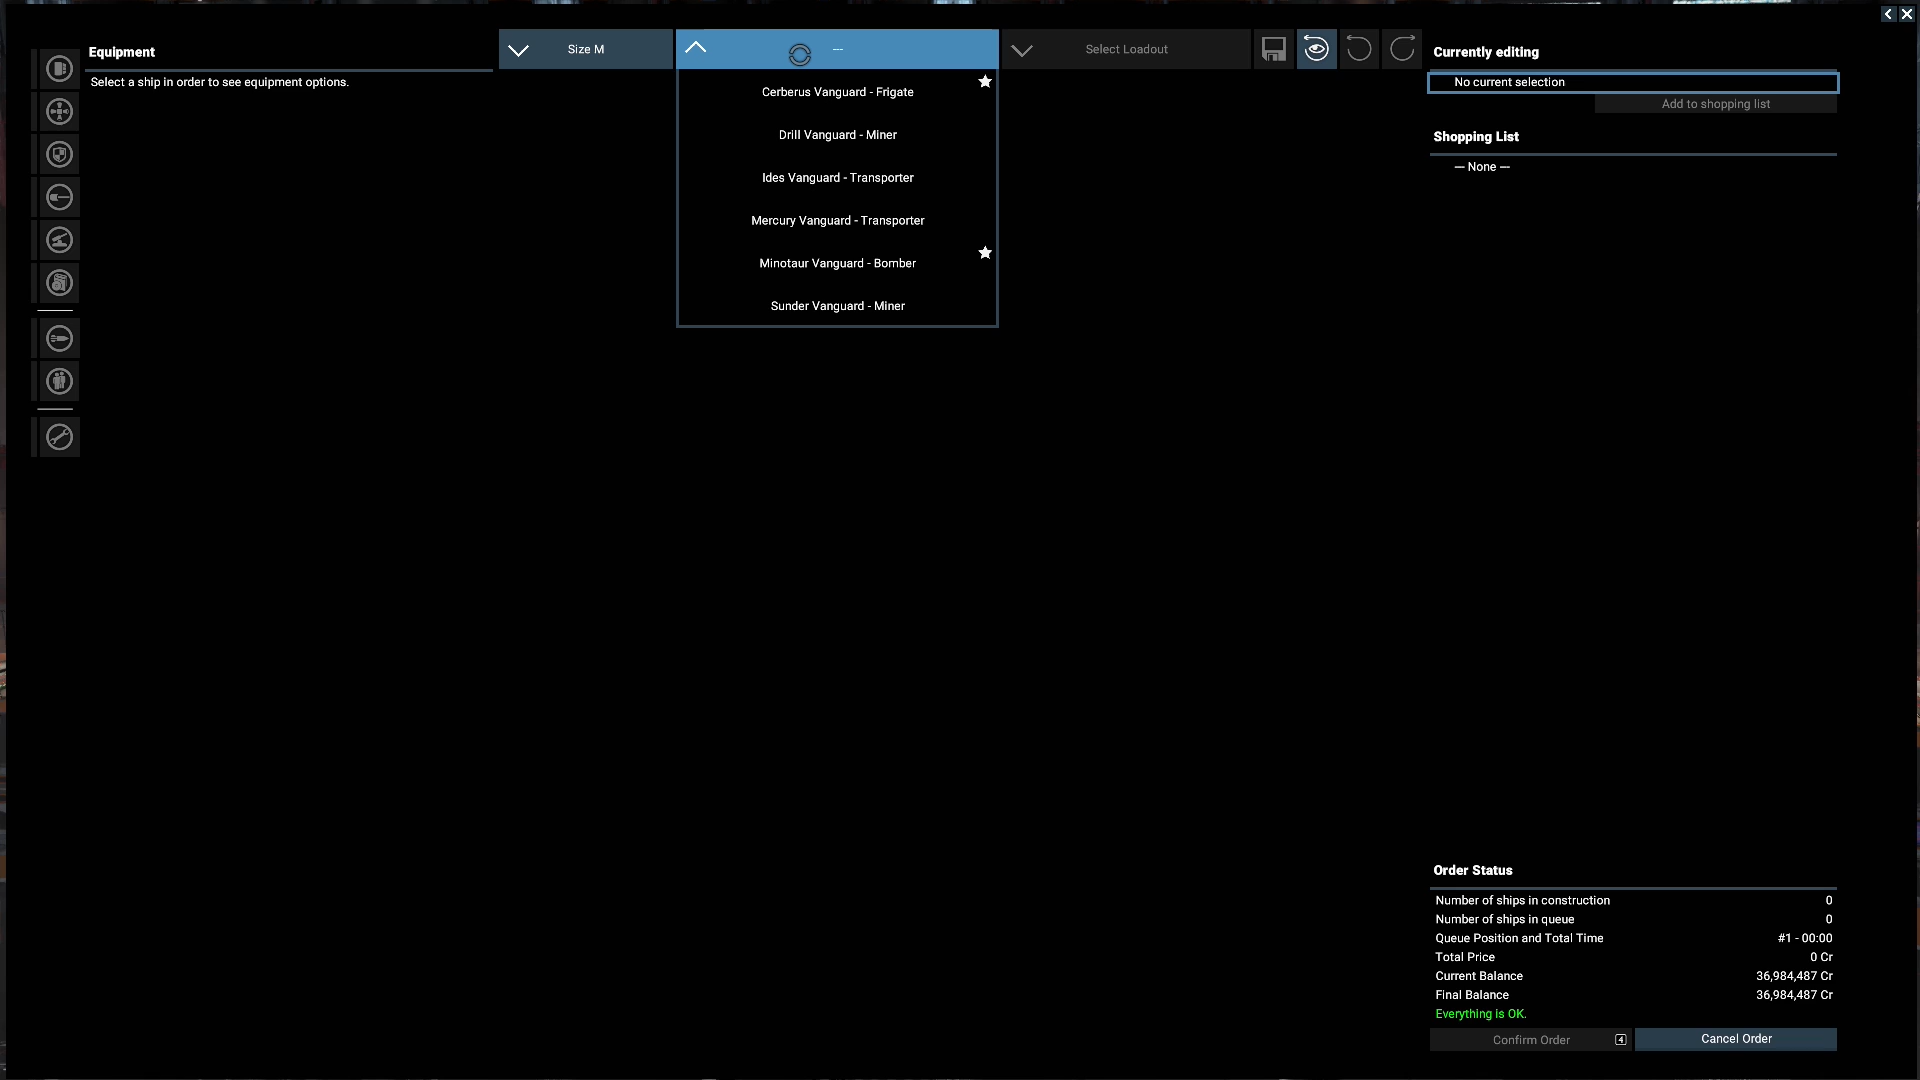 Equipment
Select a ship in order to see equipment options.
Size M
---
Cerberus Vanguard - Frigate
Drill Vanguard - Miner
Ides Vanguard - Transporter
Mercury Vanguard - Transporter
Minotaur Vanguard - Bomber
Sunder Vanguard - Miner
Select Loadout
Currently editing
No current selection
Add to shopping list
Shopping List
--- None ---
Order Status
Number of ships in construction 0
Number of ships in queue 0
Queue Position and Total Time #1 - 00:00
Total Price 0 Cr
Current Balance 36,984,487 Cr
Final Balance 36,984,487 Cr
Everything is OK.
Confirm Order 4
Cancel Order